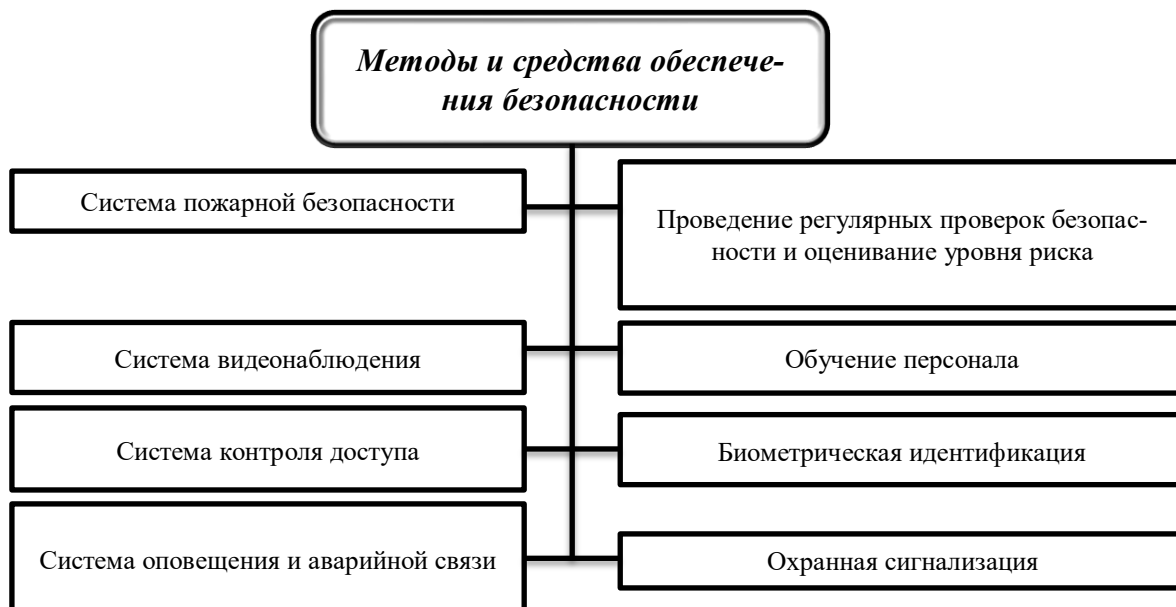 Методы и средства обеспече-
ния безопасности
Система пожарной безопасности
Проведение регулярных проверок безопас-
ности и оценивание уровня риска
Система видеонаблюдения
Обучение персонала
Система контроля доступа
Биометрическая идентификация
Система оповещения и аварийной связи
Охранная сигнализация